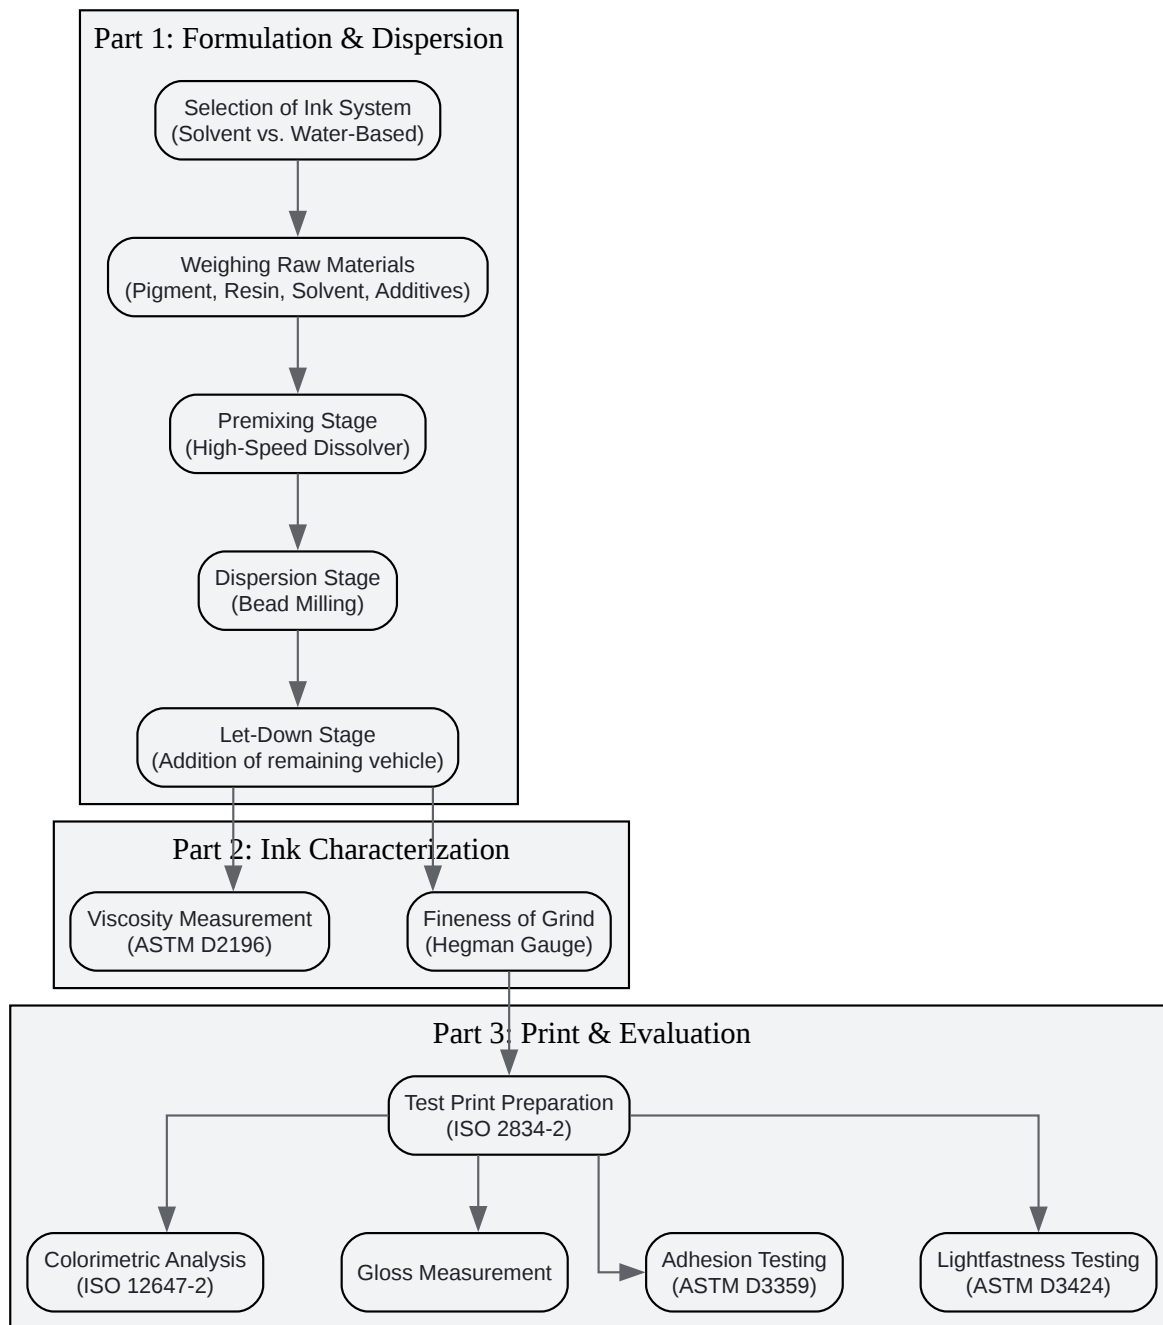 Part 1: Formulation & Dispersion
Selection of Ink System
(Solvent vs. Water-Based)
Weighing Raw Materials
(Pigment, Resin, Solvent, Additives)
Premixing Stage
(High-Speed Dissolver)
Dispersion Stage
(Bead Milling)
Let-Down Stage
(Addition of remaining vehicle)
Part 2: Ink Characterization
Viscosity Measurement
(ASTM D2196)
Fineness of Grind
(Hegman Gauge)
Part 3: Print & Evaluation
Test Print Preparation
(ISO 2834-2)
Colorimetric Analysis
(ISO 12647-2)
Gloss Measurement
Adhesion Testing
(ASTM D3359)
Lightfastness Testing
(ASTM D3424)